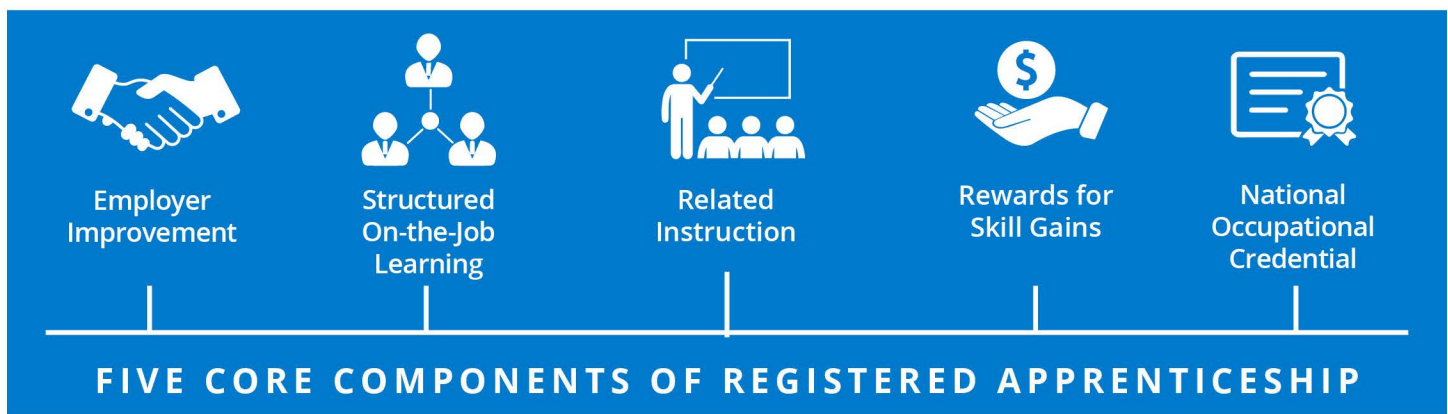 Employer
Improvement
Structured
On-the-Job
Learning
Related
Instruction
$
Rewards for
Skill Gains
National
Occupational
Credential
FIVE CORE COMPONENTS OF REGISTERED APPRENTICESHIP